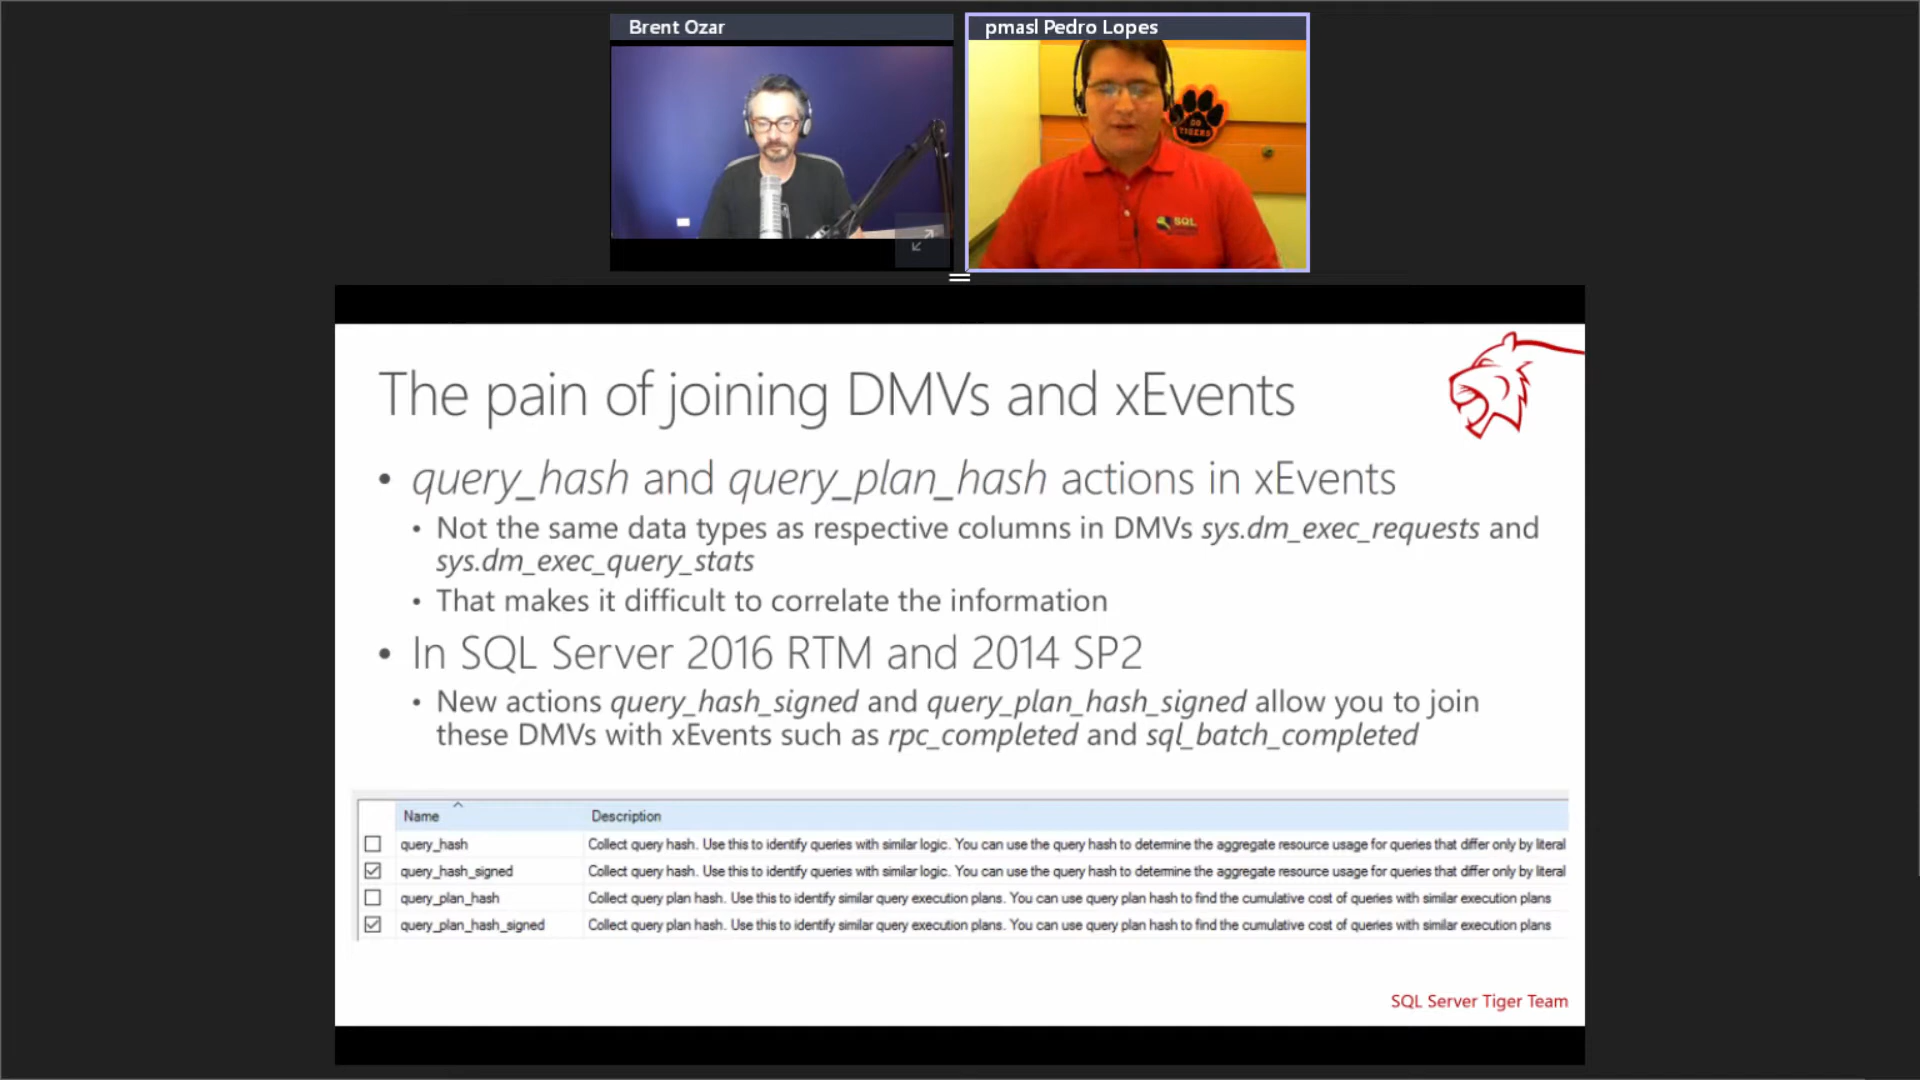 Brent Ozar
pmasl Pedro Lopes
GO
TIGERS
SQL
The pain of joining DMVs and xEvents
• query_hash and query_plan_hash actions in xEvents
• Not the same data types as respective columns in DMVs sys.dm_exec_requests and
sys.dm_exec_query_stats
• That makes it difficult to correlate the information
• In SQL Server 2016 RTM and 2014 SP2
• New actions query_hash_signed and query_plan_hash_signed allow you to join
these DMVs with xEvents such as rpc_completed and sql_batch_completed
Name Description
query_hash Collect query hash. Use this to identify queries with similar logic. You can use the query hash to determine the aggregate resource usage for queries that differ only by literal
query_hash_signed Collect query hash. Use this to identify queries with similar logic. You can use the query hash to determine the aggregate resource usage for queries that differ only by literal
query_plan_hash Collect query plan hash. Use this to identify similar query execution plans. You can use query plan hash to find the cumulative cost of queries with similar execution plans
query_plan_hash_signed Collect query plan hash. Use this to identify similar query execution plans. You can use query plan hash to find the cumulative cost of queries with similar execution plans
SQL Server Tiger Team